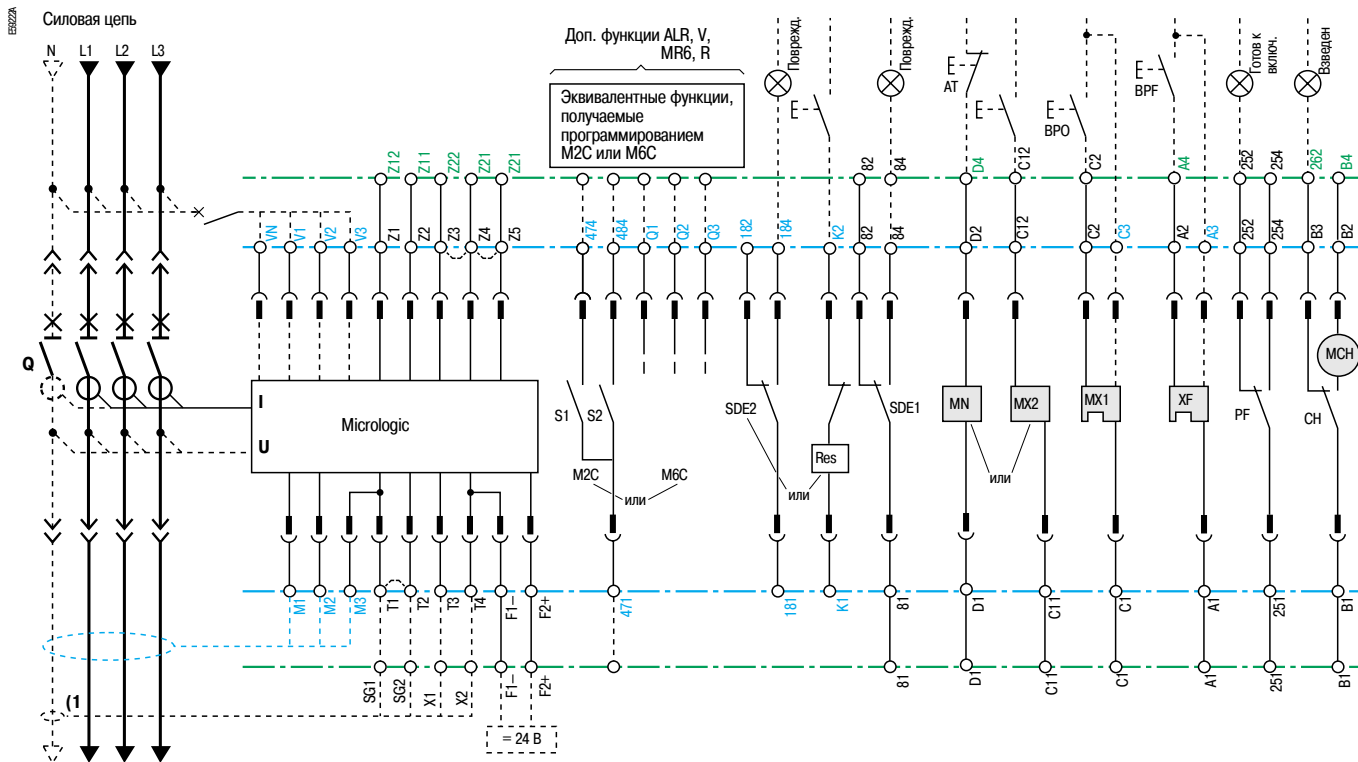 E59222A
Силовая цепь
N L1 L2 L3
Доп. функции ALR, V,
MR6, R
Эквивалентные функции,
получаемые
программированием
M2C или M6C
Поврежд.
Поврежд.
AT
BPO
BPF
Готов к
включ.
Взведен
Z12 Z11 Z22 Z21 Z21
82 84 D4 C12 C2 A4 252 254 262 B4
VN V1 V2 V3 Z1 Z2 Z3 Z4 Z5
474 484 Q1 Q2 Q3 182 184 K2 82 84 D2 C12 C2 C3 A2 A3 252 254 B3 B2
Q
I
U
Micrologic
S1 S2
M2C или M6C
SDE2
Res
или
SDE1
MN
MX2
или
MX1
XF
PF
CH
MCH
M1 M2 M3 T1 T2 T3 T4 F1– F2+
471 181 K1 81 D1 C11 C1 A1 251 B1
SG1 SG2 X1 X2 F1– F2+
81 D1 C11 C1 A1 251 B1
(1
= 24 В